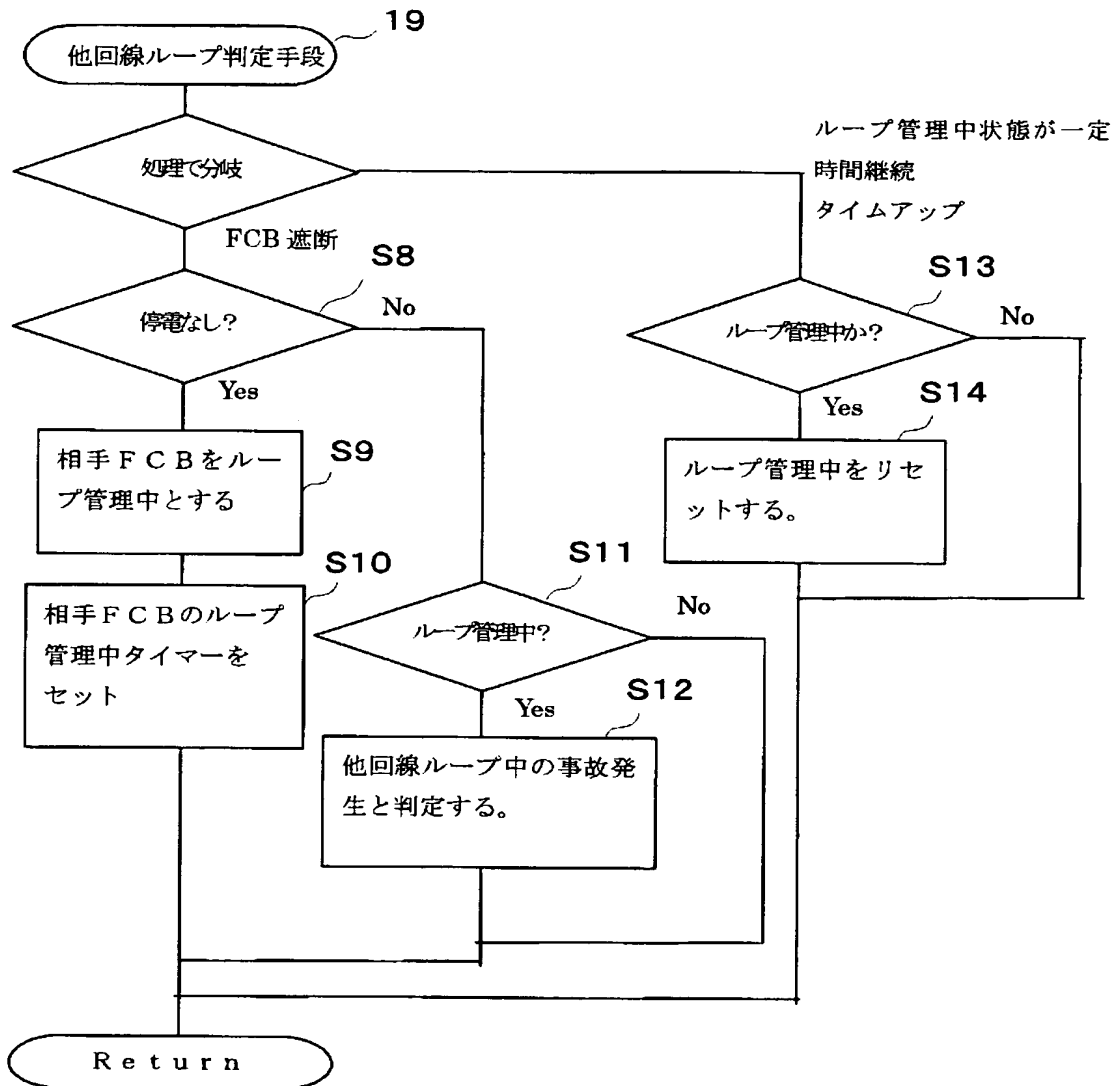 19
他回線ループ判定手段
処理で分岐
ループ管理中状態が一定
時間継続
タイムアップ
FCB 遮断
S8
停電なし？
No
Yes
S13
ループ管理中か？
No
Yes
S9
相手ＦＣＢをルー
プ管理中とする
S14
ループ管理中をリセ
ットする。
S10
相手ＦＣＢのループ
管理中タイマーを
セット
S11
ループ管理中？
No
Yes
S12
他回線ループ中の事故発
生と判定する。
Return